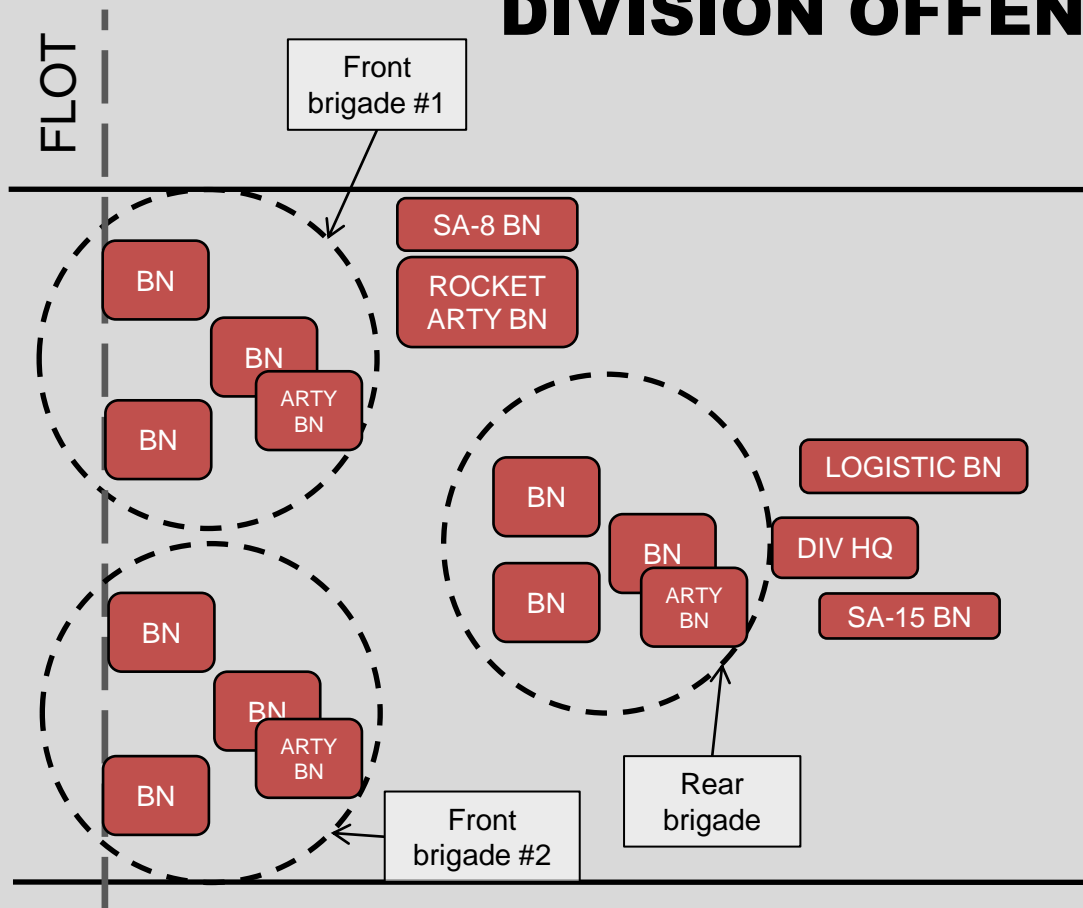 DIVISION OFFEN
FLOT
Front
brigade #1
SA-8 BN
ROCKET
ARTY BN
BN
BN
ARTY
BN
BN
LOGISTIC BN
BN
DIV HQ
BN
BN
ARTY
BN
SA-15 BN
BN
BN
ARTY
BN
BN
Rear
brigade
Front
brigade #2